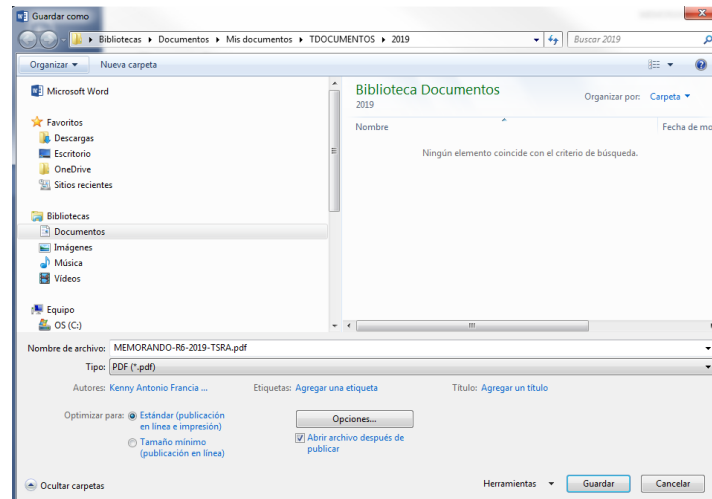 Guardar como
Bibliotecas ▸ Documentos ▸ Mis documentos ▸ TDOCUMENTOS ▸ 2019
Buscar 2019
Organizar
Nueva carpeta
Microsoft Word
Favoritos
Descargas
Escritorio
OneDrive
Sitios recientes
Bibliotecas
Documentos
Imágenes
Música
Vídeos
Equipo
OS (C:)
Biblioteca Documentos
2019
Organizar por: Carpeta
Nombre
Fecha de mo
Ningún elemento coincide con el criterio de búsqueda.
Nombre de archivo: MEMORANDO-R6-2019-TSRA.pdf
Tipo: PDF (*.pdf)
Autores: Kenny Antonio Francia ...
Etiquetas: Agregar una etiqueta
Título: Agregar un título
Optimizar para:
Estándar (publicación
en línea e impresión)
Tamaño mínimo
(publicación en línea)
Opciones...
Abrir archivo después de
publicar
Ocultar carpetas
Herramientas
Guardar
Cancelar